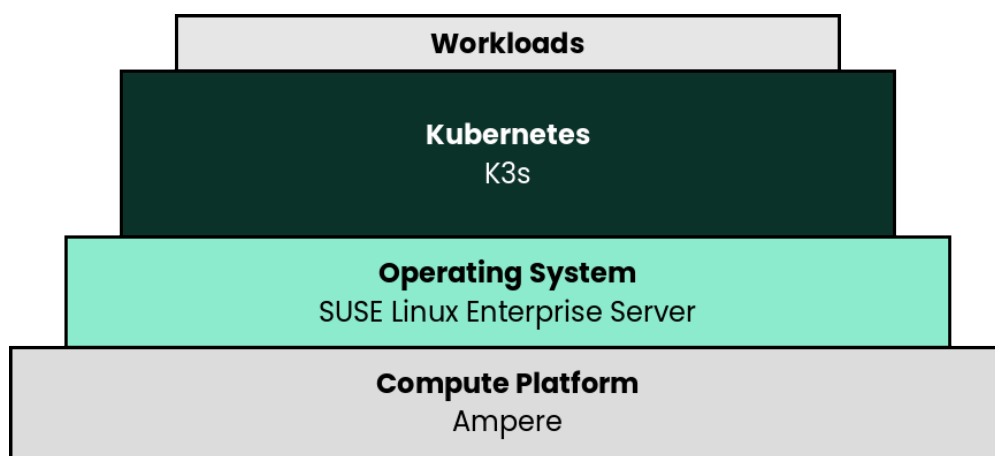 Workloads
Kubernetes
K3s
Operating System
SUSE Linux Enterprise Server
Compute Platform
Ampere